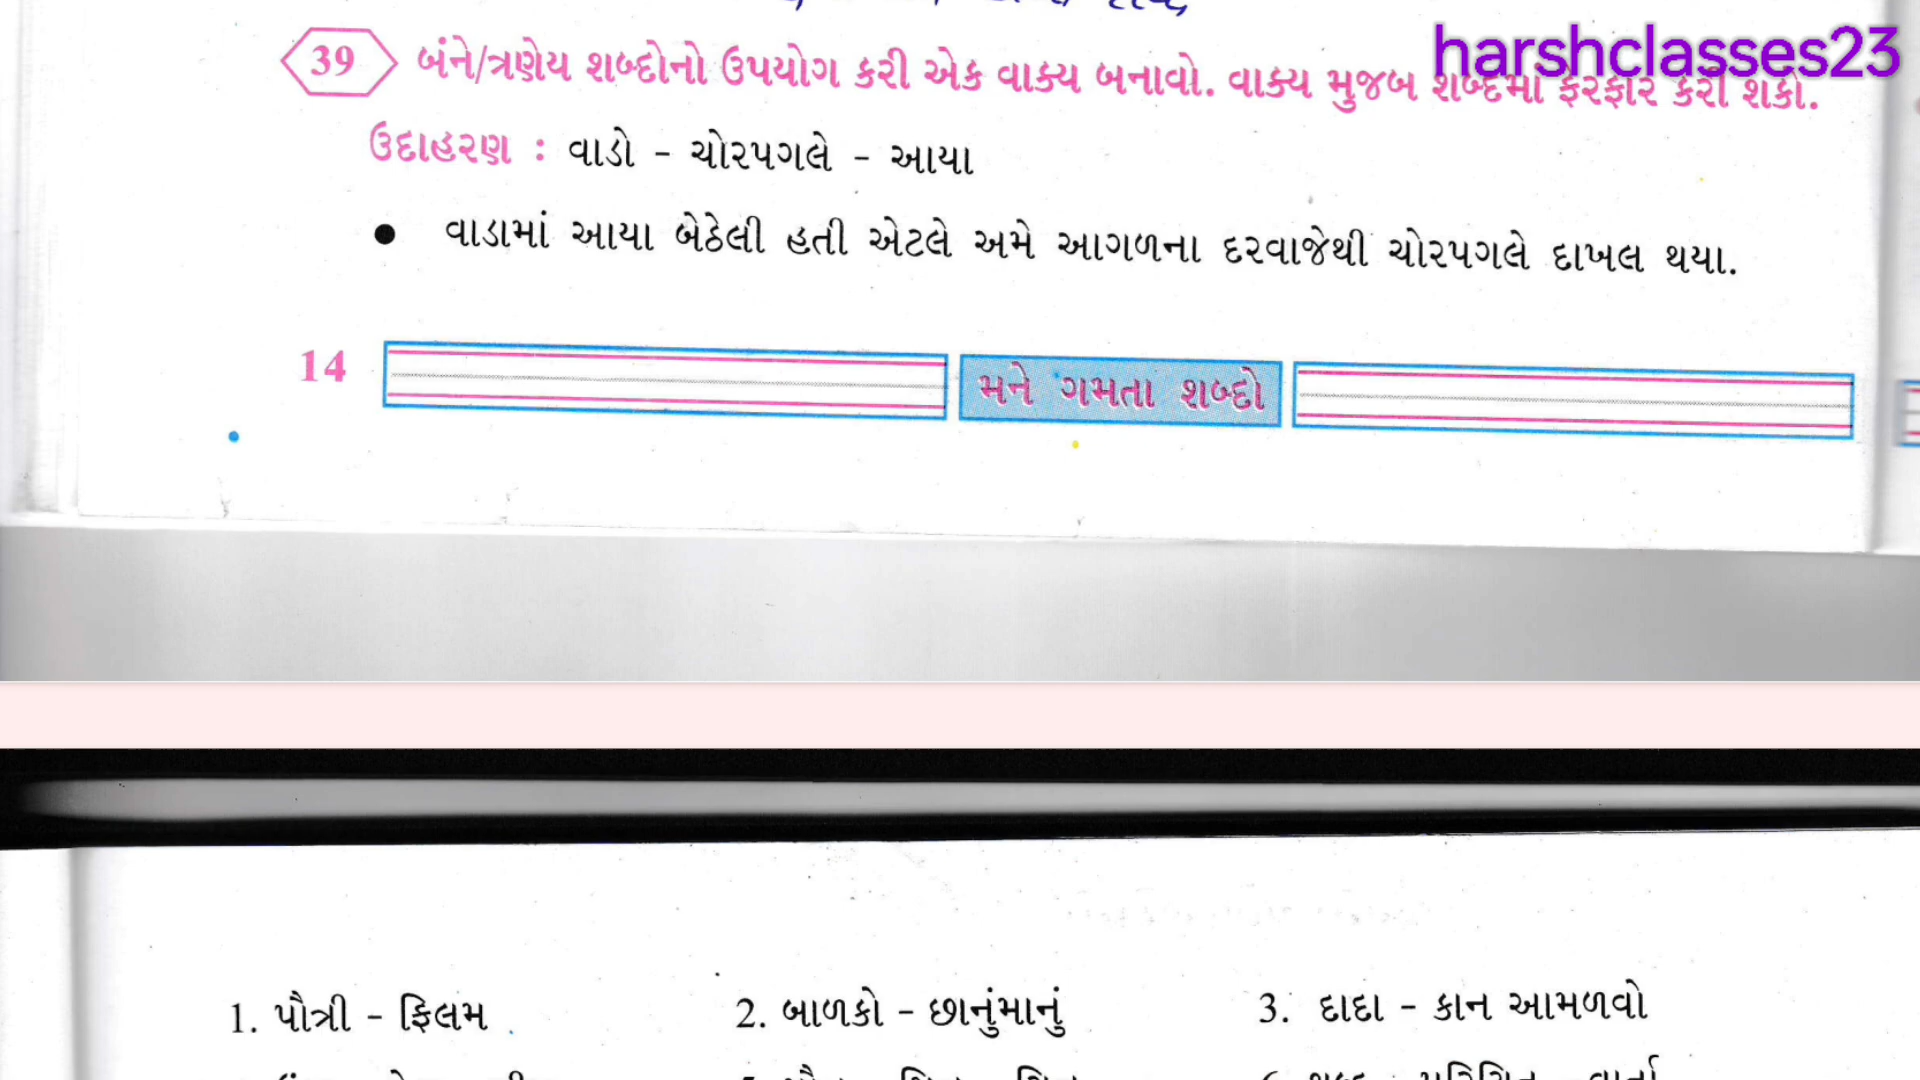 harshclasses23
39 બંને/ત્રણેય શબ્દોનો ઉપયોગ કરી એક વાક્ય બનાવો. વાક્ય મુજબ શબ્દમાં ફેરફાર કરી શકો.
ઉદાહરણ : વાડો - ચોરપગલે - આયા
● વાડામાં આયા બેઠેલી હતી એટલે અમે આગળના દરવાજેથી ચોરપગલે દાખલ થયા.
14 મને ગમતા શબ્દો
1. પૌત્રી - ફિલમ 2. બાળકો - છાનુંમાનું 3. દાદા - કાન આમળવો